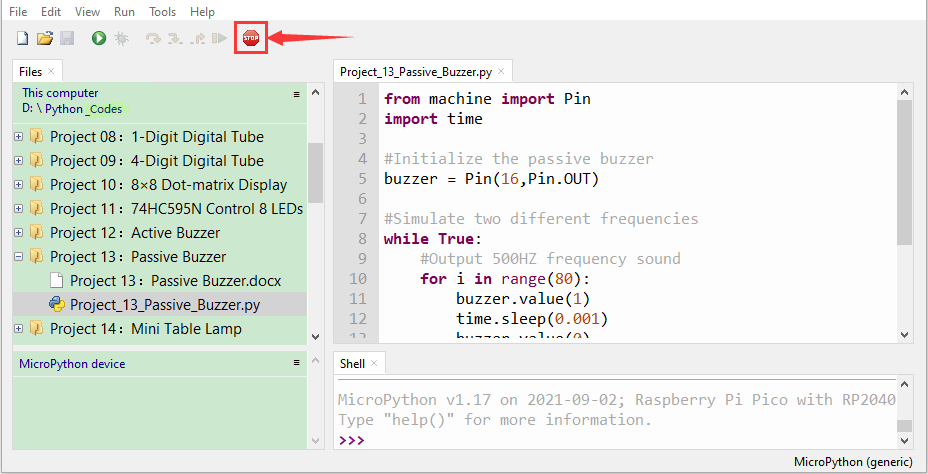 File Edit View Run Tools Help
STOP
Files ×
This computer
D: \ Python _Codes
Project 08：1-Digit Digital Tube
Project 09：4-Digit Digital Tube
Project 10：8×8 Dot-matrix Display
Project 11：74HC595N Control 8 LEDs
Project 12：Active Buzzer
Project 13：Passive Buzzer
Project 13：Passive Buzzer.docx
Project_13_Passive_Buzzer.py
Project 14：Mini Table Lamp
MicroPython device
Project_13_Passive_Buzzer.py ×
1 from machine import Pin
2 import time
3
4 #Initialize the passive buzzer
5 buzzer = Pin(16,Pin.OUT)
6
7 #Simulate two different frequencies
8 while True:
9 #Output 500HZ frequency sound
10 for i in range(80):
11 buzzer.value(1)
12 time.sleep(0.001)
buzzer.value(0)
Shell ×
MicroPython v1.17 on 2021-09-02; Raspberry Pi Pico with RP2040
Type "help()" for more information.
>>>
MicroPython (generic)